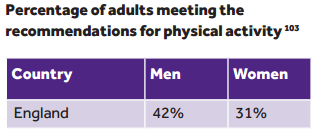 Percentage of adults meeting the
recommendations for physical activity 103
Country Men Women
England 42% 31%